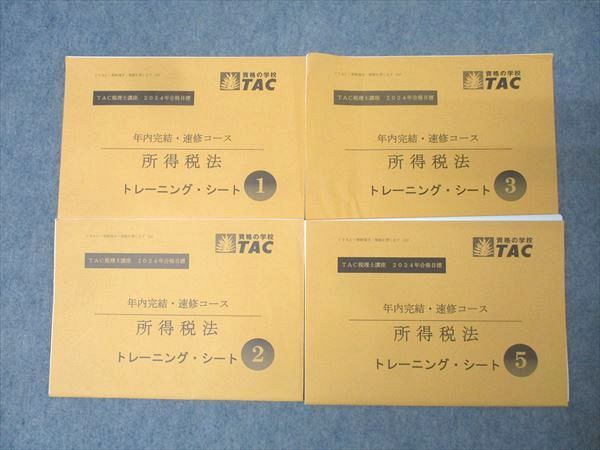 資格の学校
TAC
TAC税理士講座 2024年合格目標
年内完結・速修コース
所得税法
トレーニング・シート 1
資格の学校
TAC
TAC税理士講座 2024年合格目標
年内完結・速修コース
所得税法
トレーニング・シート 3
資格の学校
TAC
TAC税理士講座 2024年合格目標
年内完結・速修コース
所得税法
トレーニング・シート 2
資格の学校
TAC
TAC税理士講座 2024年合格目標
年内完結・速修コース
所得税法
トレーニング・シート 5